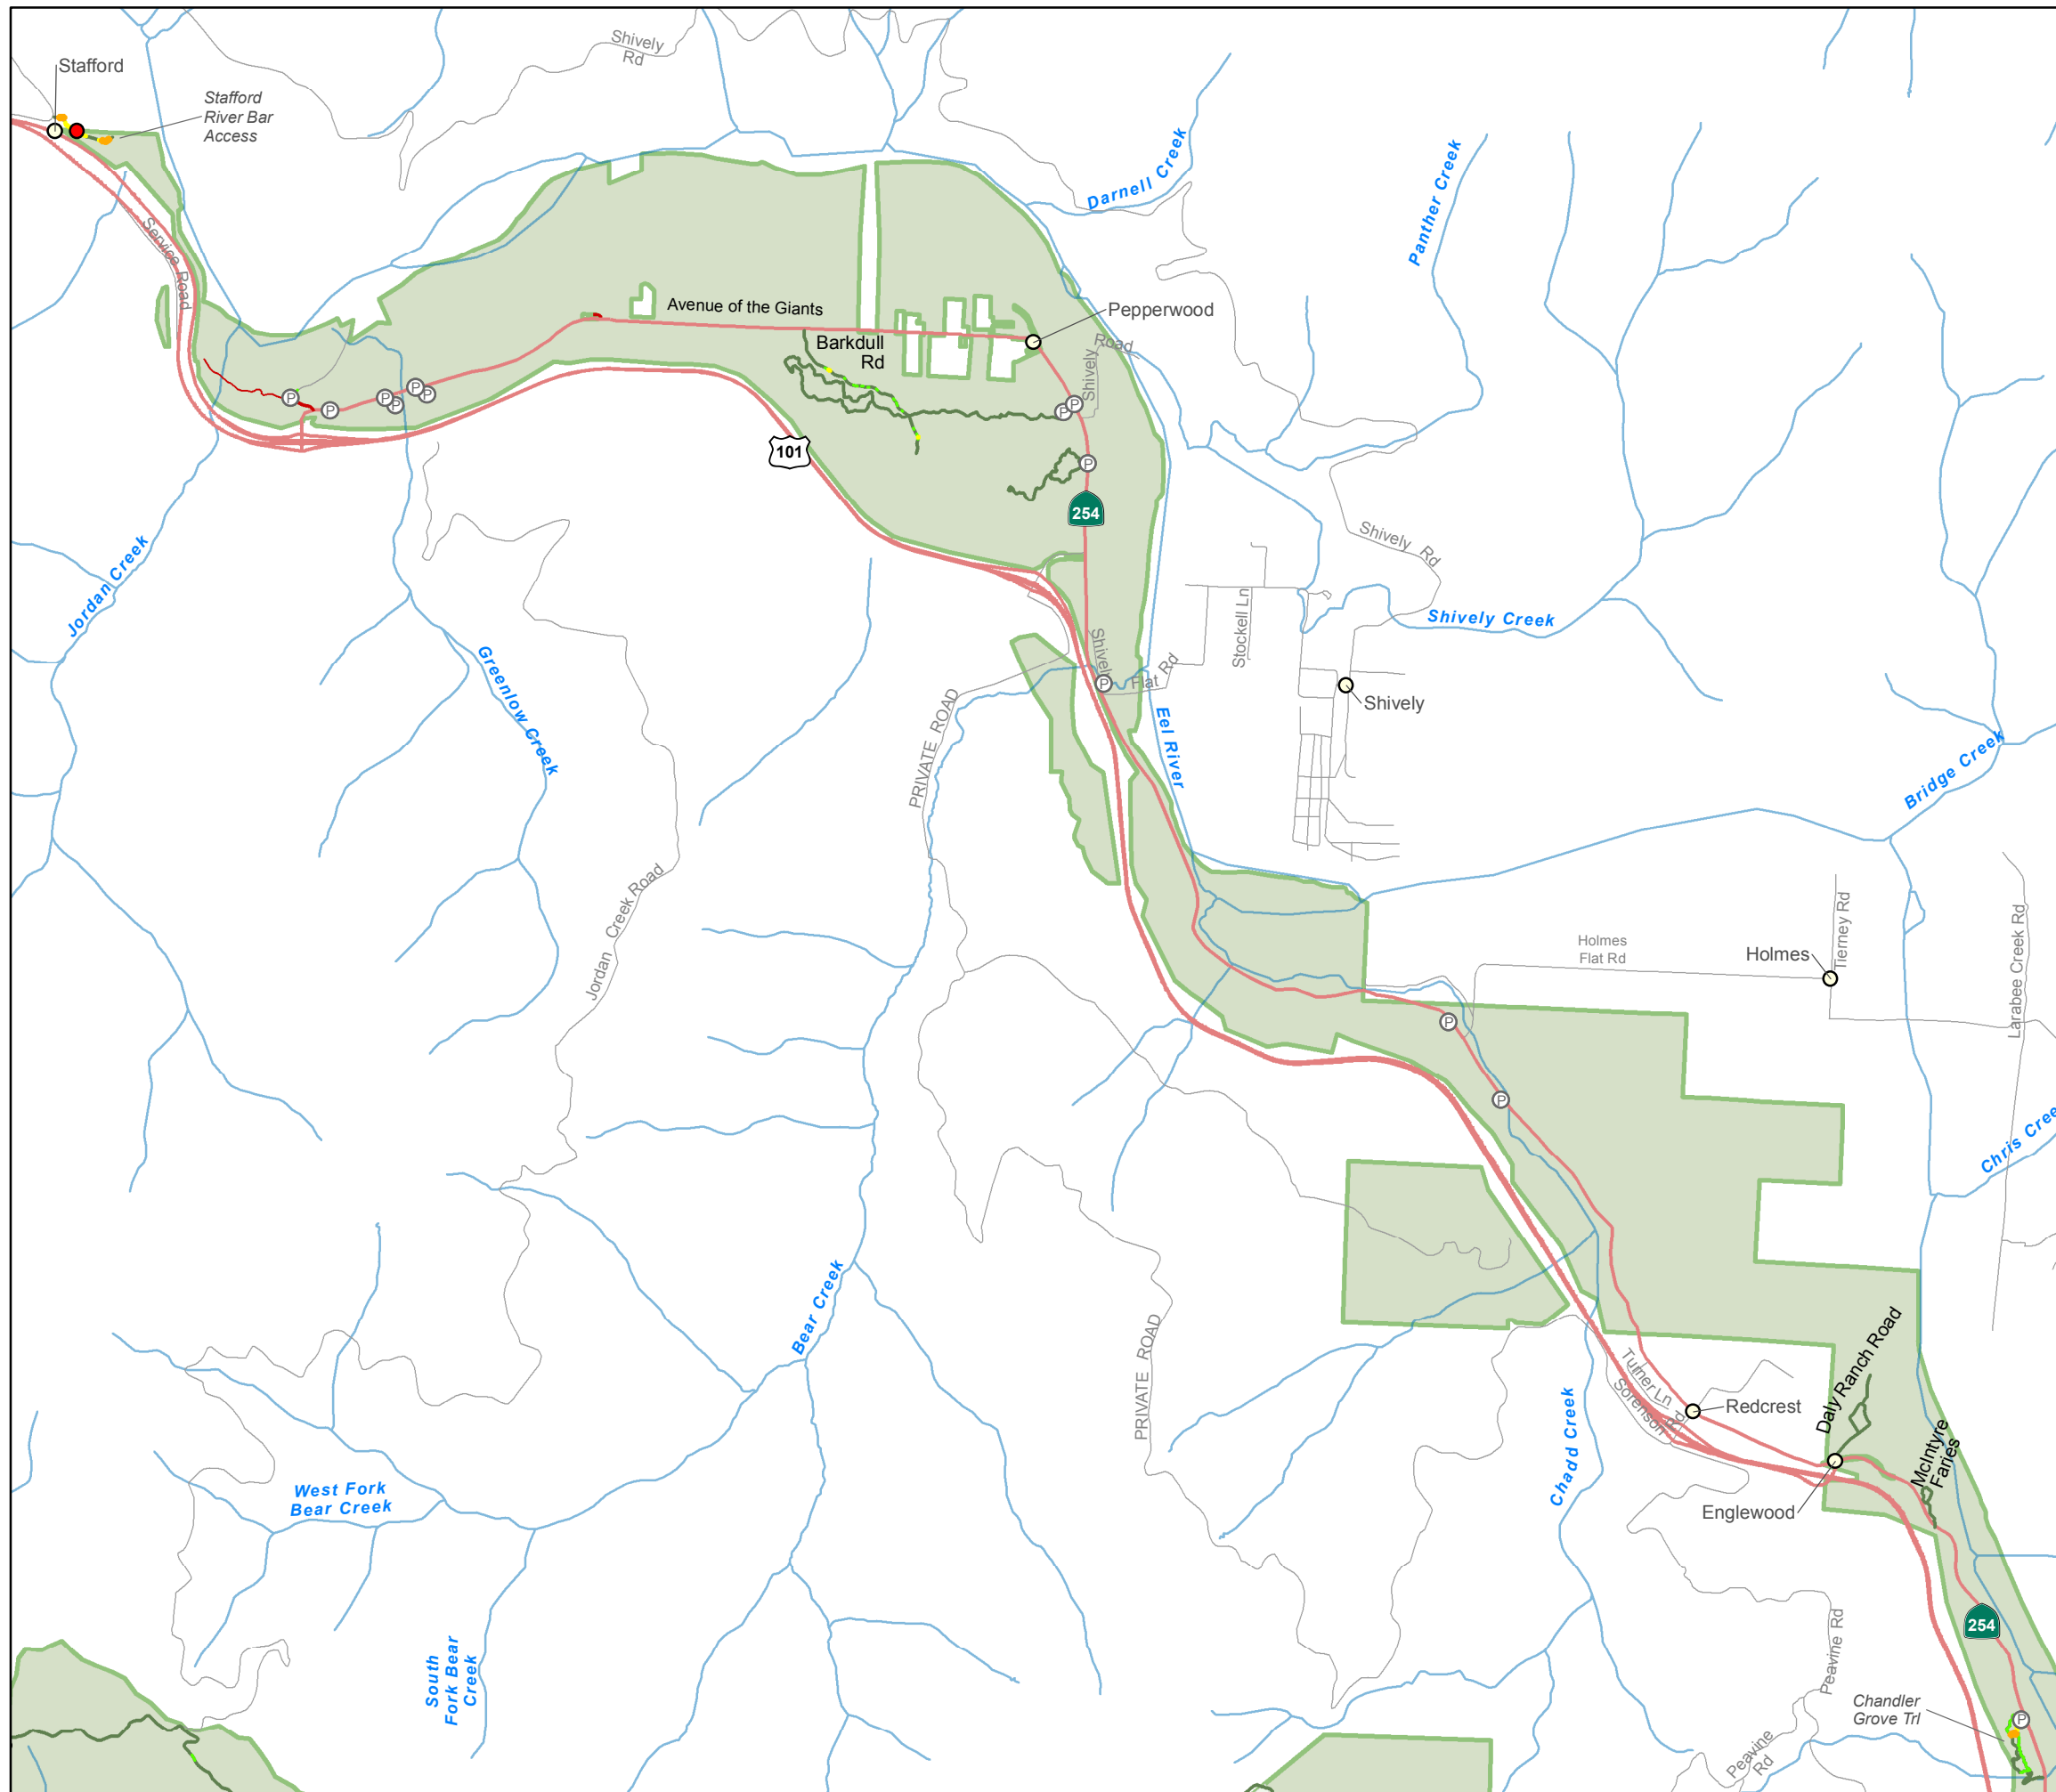 Shively
Rd
Stafford
Stafford
River Bar
Access
Darnell Creek
Panther Creek
Service Road
Avenue of the Giants
Pepperwood
Barkdull
Rd
Shively Road
P
P
P
P
P
P
P
P
P
101
254
Shively Rd
Jordan Creek
Stockell Ln
Shively Creek
Greenlow Creek
Shively
Flat Rd
P
Shively
PRIVATE ROAD
Eel River
Bridge Creek
Jordan Creek Road
Holmes
Flat Rd
Holmes
Tierney Rd
Larabee Creek Rd
P
P
Chris Cree
Bear Creek
PRIVATE ROAD
Daly Ranch Road
Turner Ln
Sorenson Rd
Redcrest
Chadd Creek
McIntyre
Faries
West Fork
Bear Creek
Englewood
254
South
Fork Bear
Creek
Peavine Rd
Chandler
Grove Trl
P
Peavine
Rd